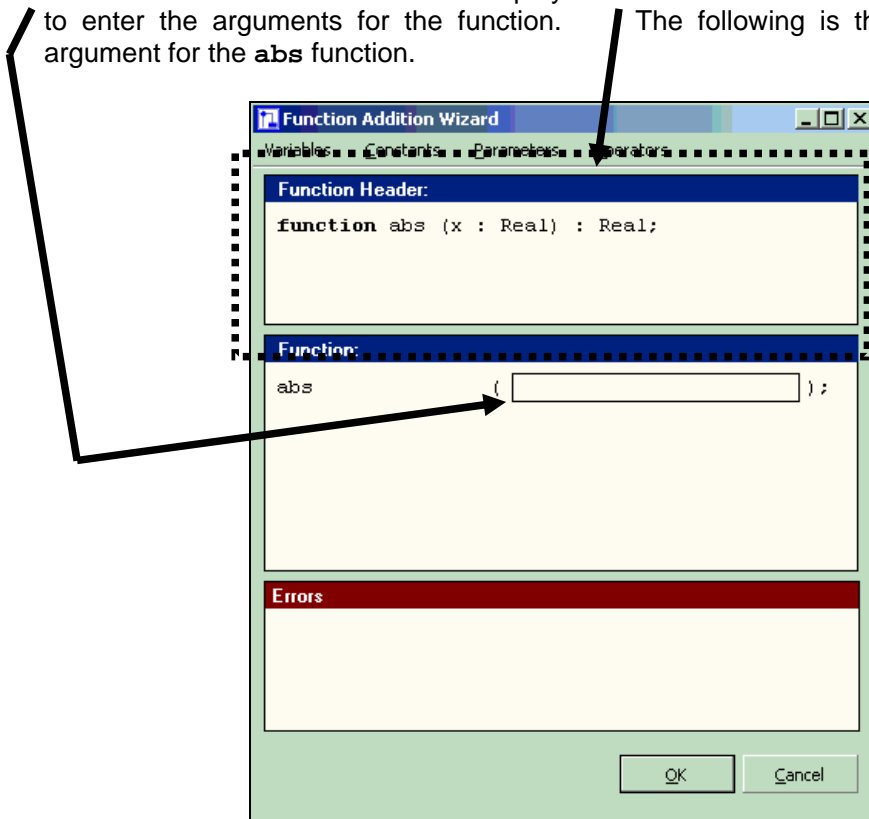 to enter the arguments for the function.
argument for the abs function.
The following is th
Function Addition Wizard
Variables Constants Parameters Operators
Function Header:
function abs (x : Real) : Real;
Function:
abs ( );
Errors
OK Cancel